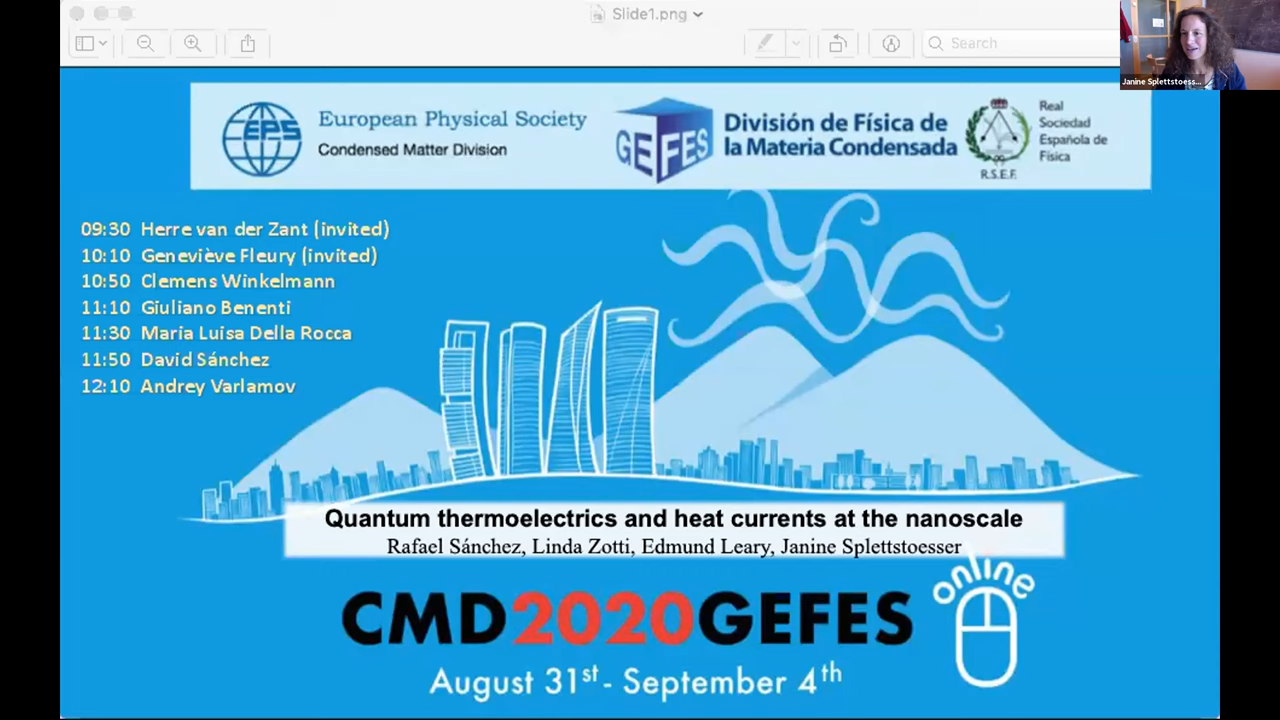 Slide1.png
Search
Janine Splettstoess...
EPS
European Physical Society
Condensed Matter Division
GEFES
División de Física de
la Materia Condensada
R.S.E.F.
Real
Sociedad
Española de
Física
09:30 Herre van der Zant (invited)
10:10 Geneviève Fleury (invited)
10:50 Clemens Winkelmann
11:10 Giuliano Benenti
11:30 Maria Luisa Della Rocca
11:50 David Sánchez
12:10 Andrey Varlamov
Quantum thermoelectrics and heat currents at the nanoscale
Rafael Sánchez, Linda Zotti, Edmund Leary, Janine Splettstoesser
online
CMD2020GEFES
August 31st - September 4th